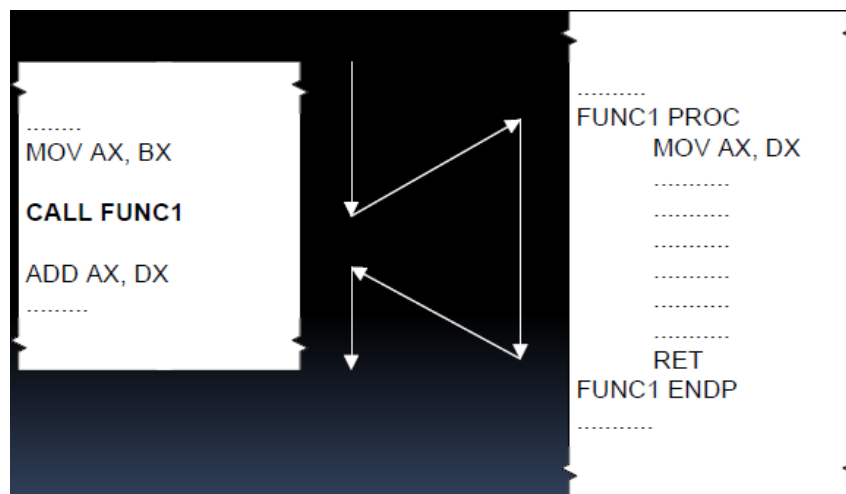 ........
MOV AX, BX
CALL FUNC1
ADD AX, DX
.........
..........
FUNC1 PROC
MOV AX, DX
..........
..........
..........
..........
..........
..........
RET
FUNC1 ENDP
..........